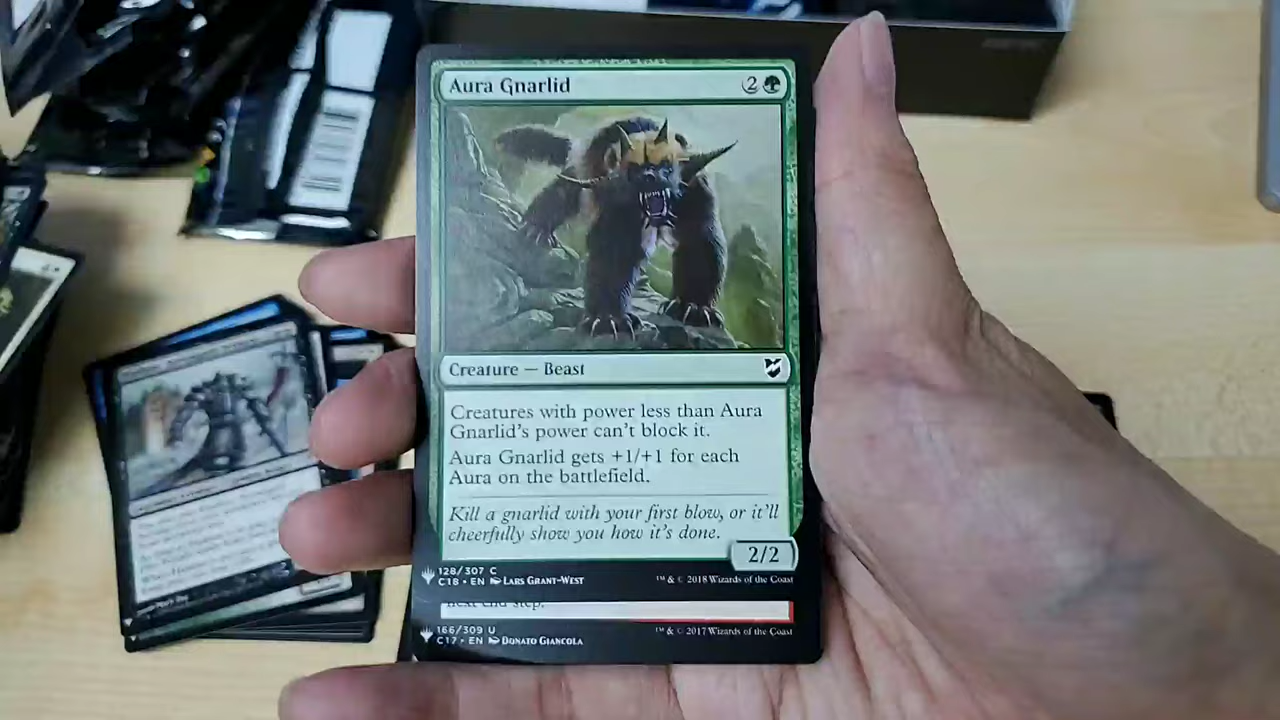 Aura Gnarlid 2
Creature — Beast
Creatures with power less than Aura
Gnarlid's power can't block it.
Aura Gnarlid gets +1/+1 for each
Aura on the battlefield.
Kill a gnarlid with your first blow, or it'll
cheerfully show you how it's done.
2/2
128/307 C
C18 • EN LARS GRANT-WEST
™ & © 2018 Wizards of the Coast
next end step.
166/309 U
C17 • EN DONATO GIANCOLA
™ & © 2017 Wizards of the Coast